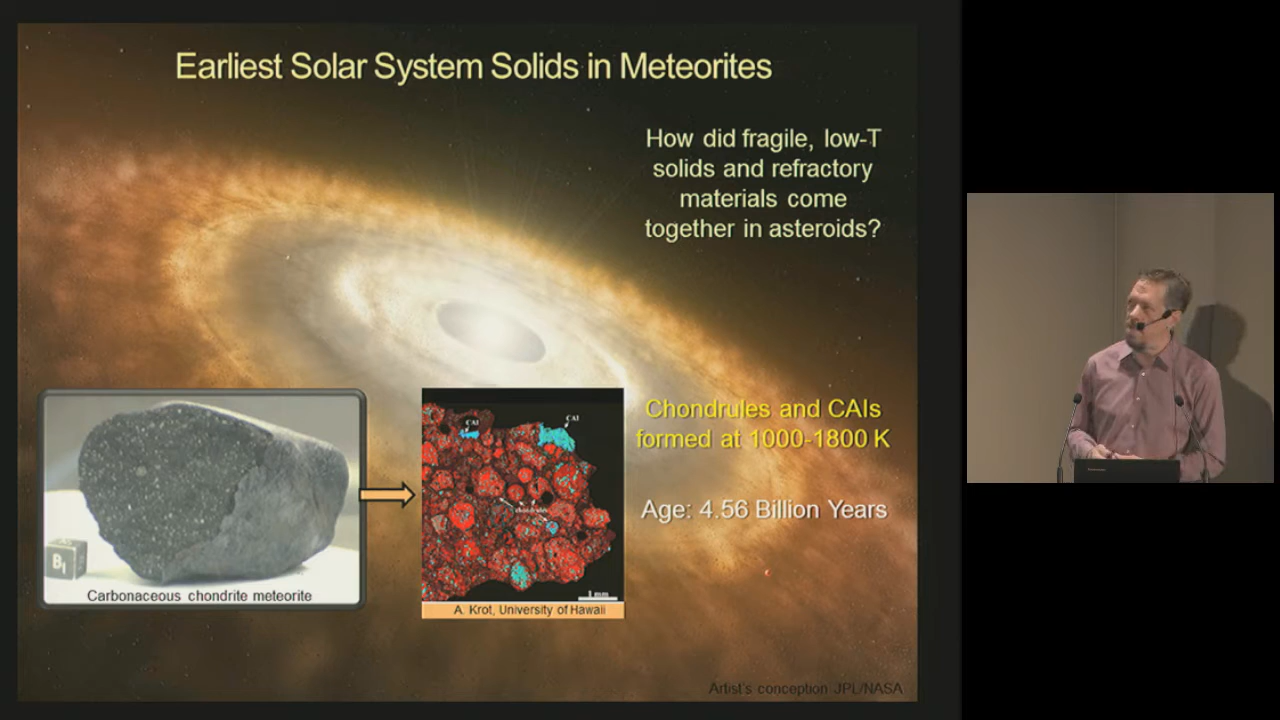 Earliest Solar System Solids in Meteorites
How did fragile, low-T
solids and refractory
materials come
together in asteroids?
Chondrules and CAIs
formed at 1000-1800 K
Age: 4.56 Billion Years
B1
Carbonaceous chondrite meteorite
CAI
CAI
chondrules
1 mm
A. Krot, University of Hawaii
Artist's conception JPL/NASA